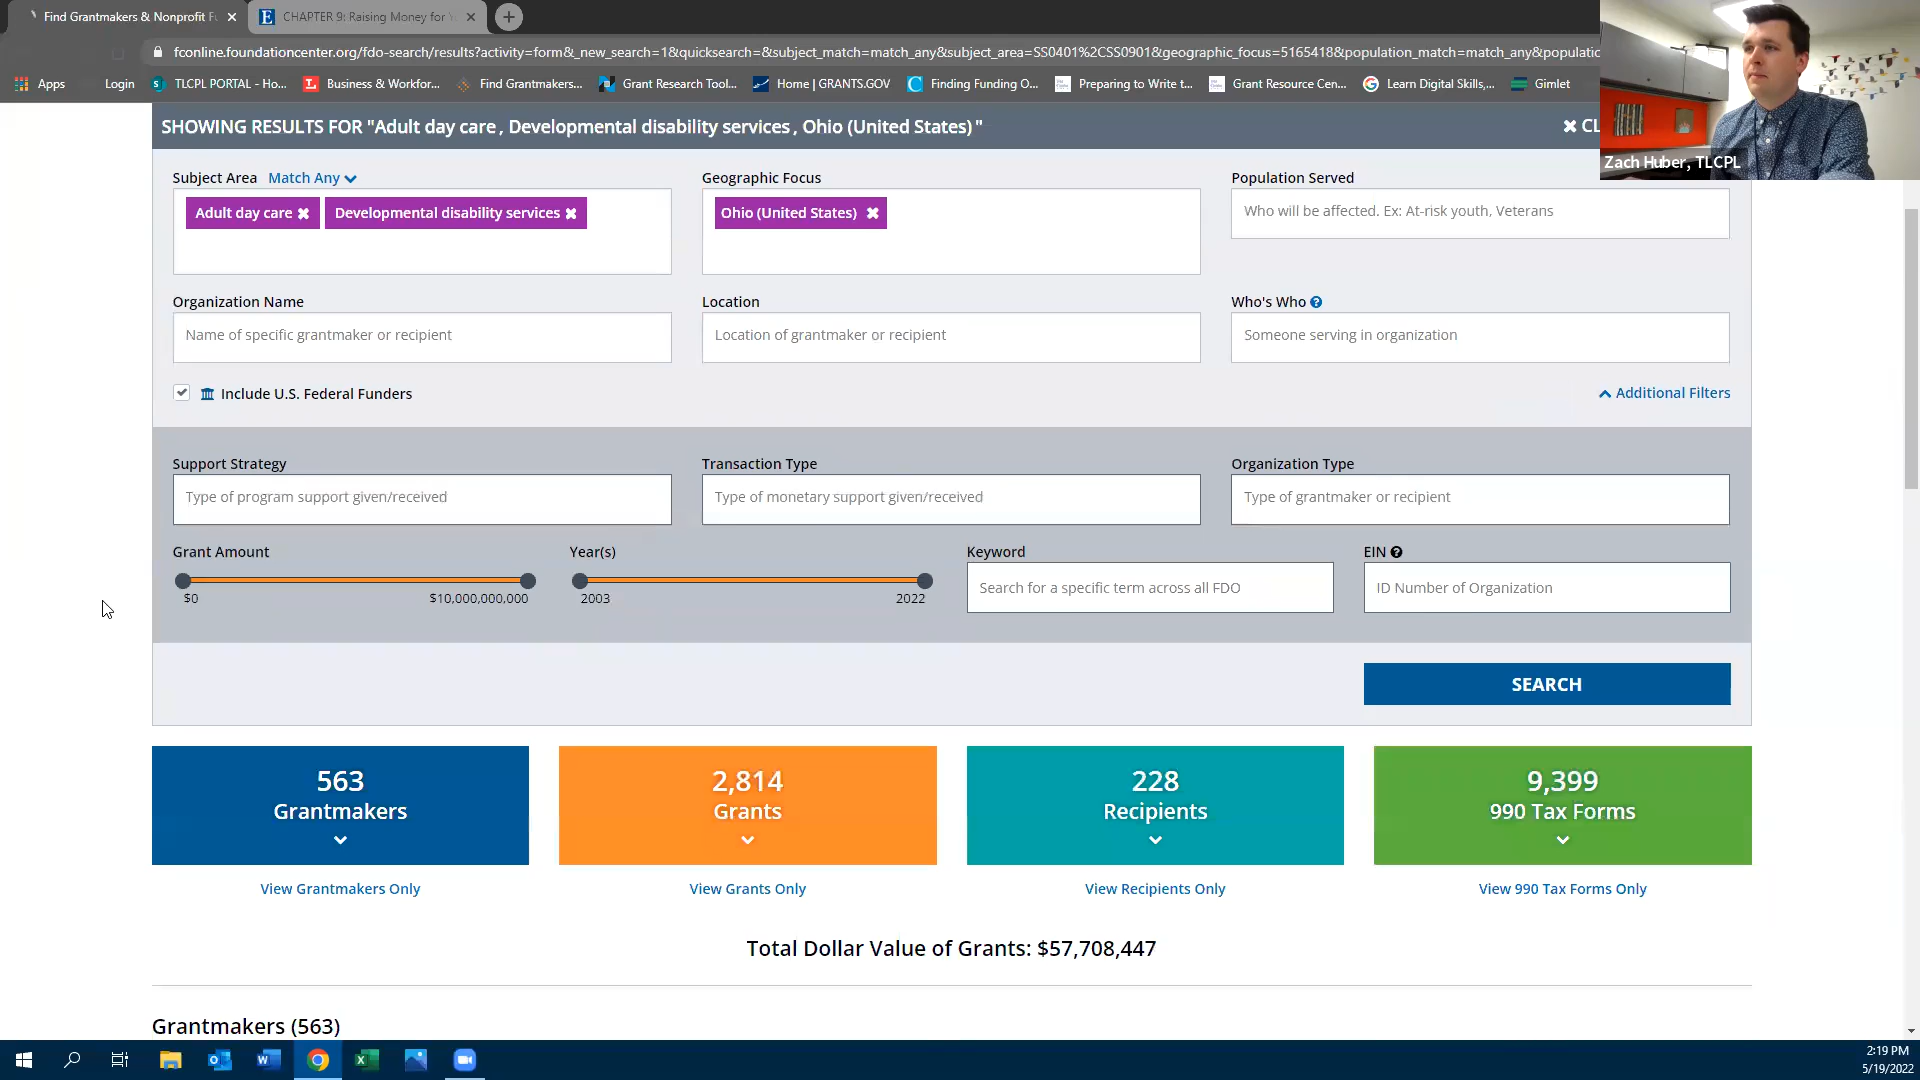 Find Grantmakers & Nonprofit Fu
CHAPTER 9: Raising Money for Y
fconline.foundationcenter.org/fdo-search/results?activity=form&_new_search=1&quicksearch=&subject_match=match_any&subject_area=SS0401%2CSS0901&geographic_focus=5165418&population_match=match_any&populatio
Apps
Login
TLCPL PORTAL - Ho...
Business & Workfor...
Find Grantmakers...
Grant Research Tool...
Home | GRANTS.GOV
Finding Funding O...
Preparing to Write t...
Grant Resource Cen...
Learn Digital Skills,...
Gimlet
Zach Huber, TLCPL
SHOWING RESULTS FOR "Adult day care , Developmental disability services , Ohio (United States) "
✖ CL
Subject Area Match Any
Geographic Focus
Population Served
Adult day care ✖ Developmental disability services ✖
Ohio (United States) ✖
Who will be affected. Ex: At-risk youth, Veterans
Organization Name
Location
Who's Who ?
Name of specific grantmaker or recipient
Location of grantmaker or recipient
Someone serving in organization
Include U.S. Federal Funders
Additional Filters
Support Strategy
Transaction Type
Organization Type
Type of program support given/received
Type of monetary support given/received
Type of grantmaker or recipient
Grant Amount
Year(s)
Keyword
EIN ?
$0
$10,000,000,000
2003
2022
Search for a specific term across all FDO
ID Number of Organization
SEARCH
563
Grantmakers
2,814
Grants
228
Recipients
9,399
990 Tax Forms
View Grantmakers Only
View Grants Only
View Recipients Only
View 990 Tax Forms Only
Total Dollar Value of Grants: $57,708,447
Grantmakers (563)
2:19 PM
5/19/2022